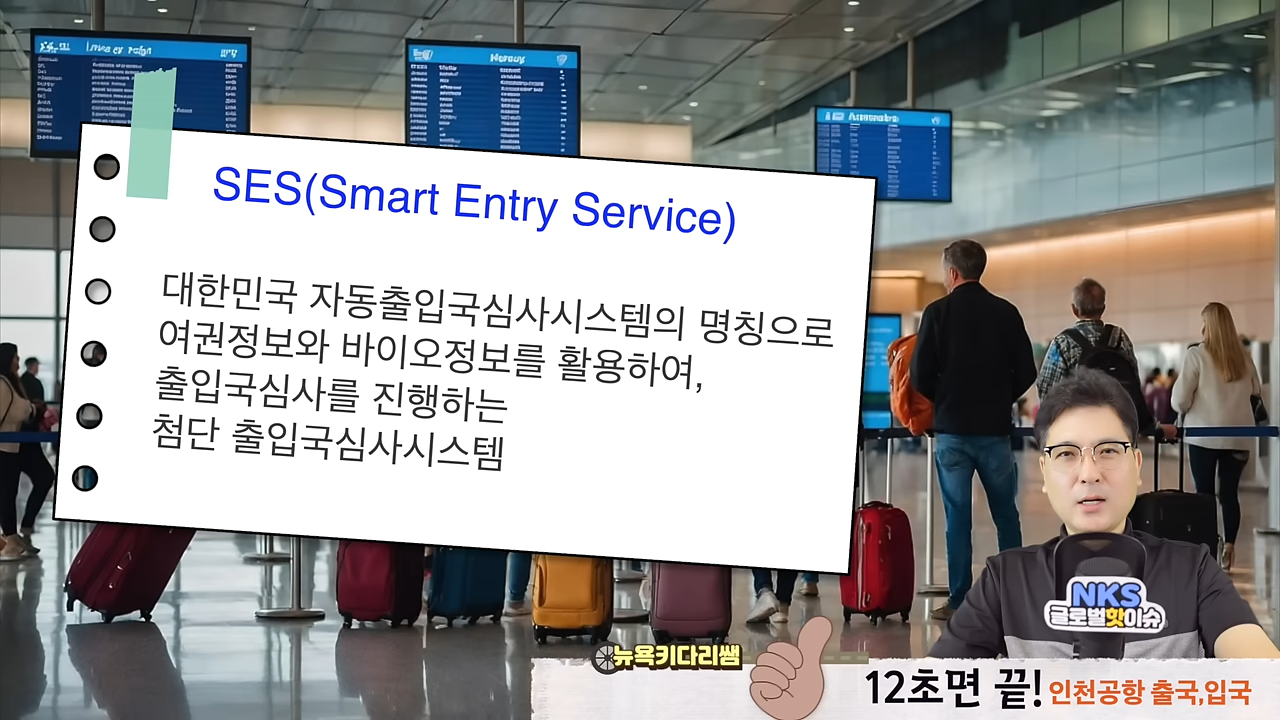 SES(Smart Entry Service)
대한민국 자동출입국심사시스템의 명칭으로
여권정보와 바이오정보를 활용하여,
출입국심사를 진행하는
첨단 출입국심사시스템
NKS
글로벌핫이슈
뉴욕키다리쌤
12초면 끝! 인천공항 출국,입국